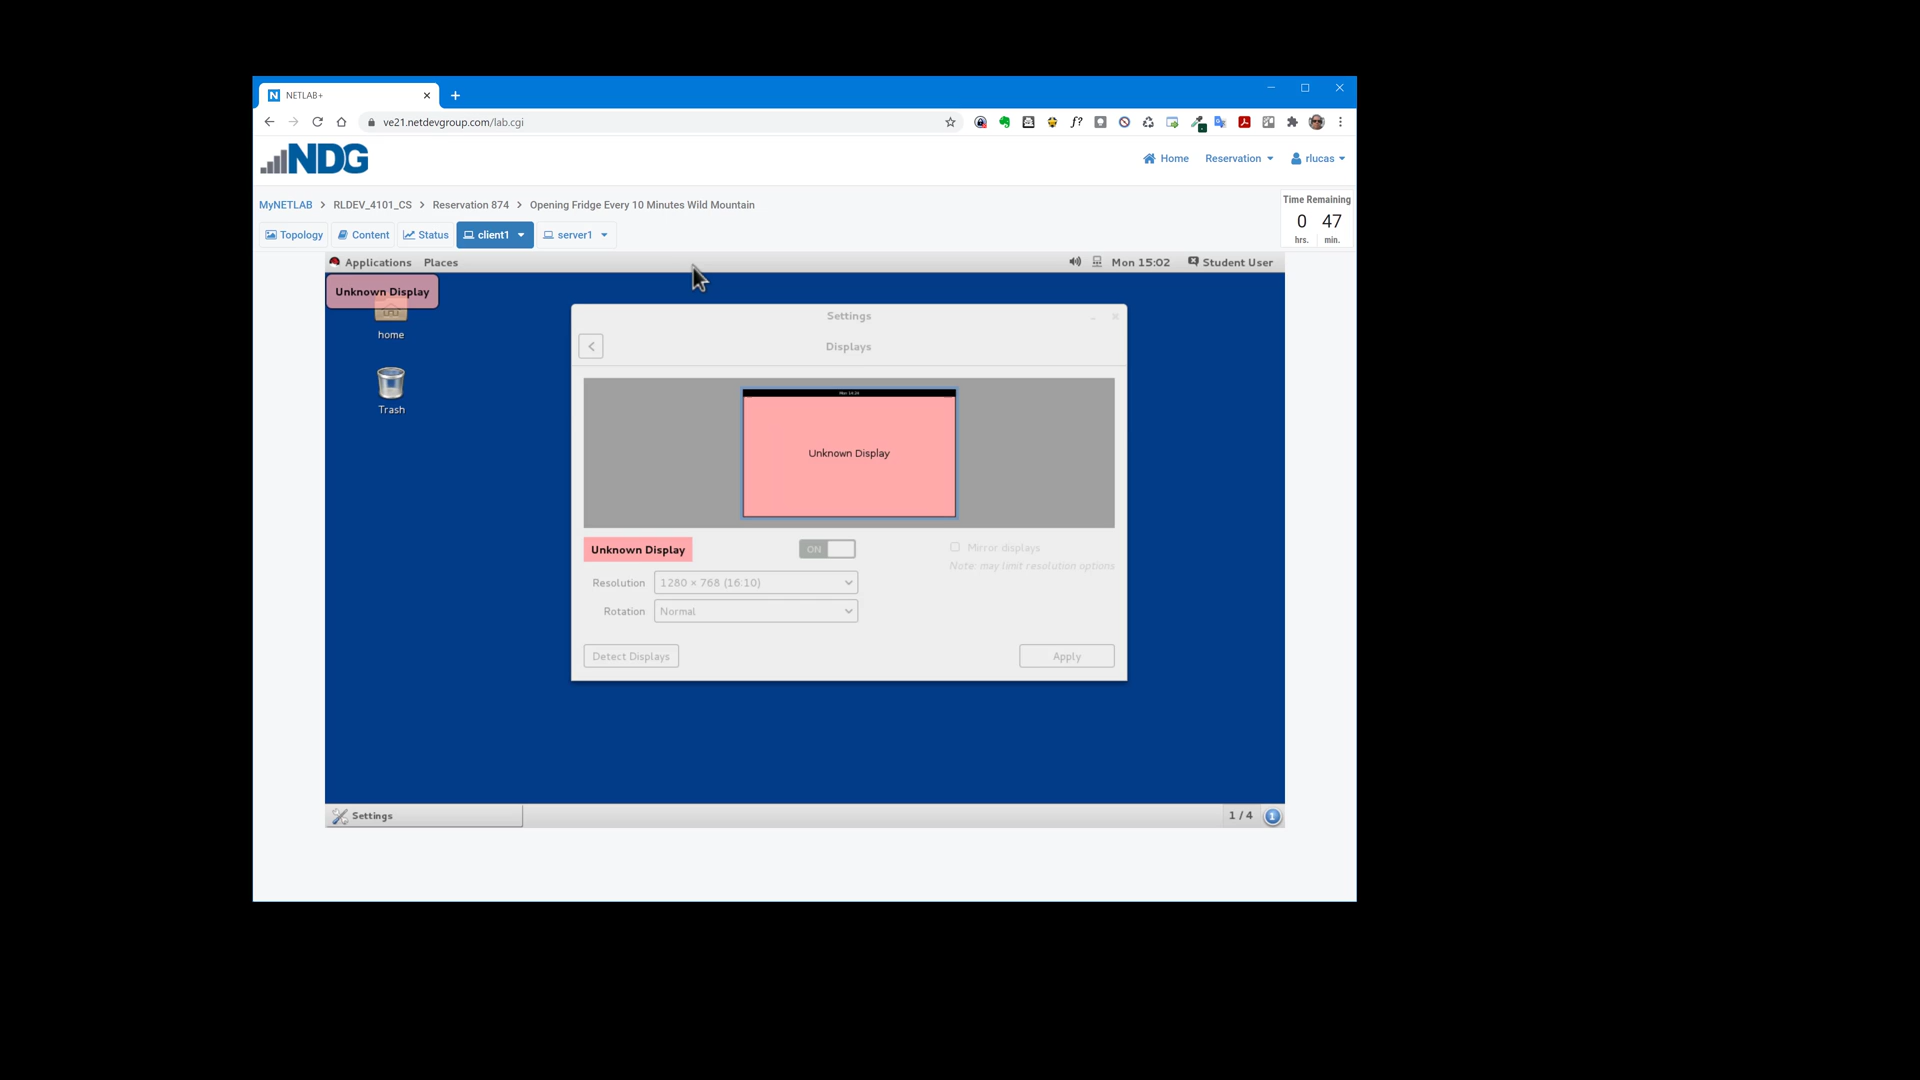 NETLAB+
ve21.netdevgroup.com/lab.cgi
NDG
Home Reservation rlucas
MyNETLAB > RLDEV_4101_CS > Reservation 874 > Opening Fridge Every 10 Minutes Wild Mountain
Time Remaining
0 47
hrs. min.
Topology Content Status client1 server1
Applications Places Mon 15:02 Student User
Unknown Display
home
Trash
Settings
Displays
Unknown Display
Unknown Display ON Mirror displays
Note: may limit resolution options
Resolution 1280 × 768 (16:10)
Rotation Normal
Detect Displays Apply
Settings 1 / 4 1